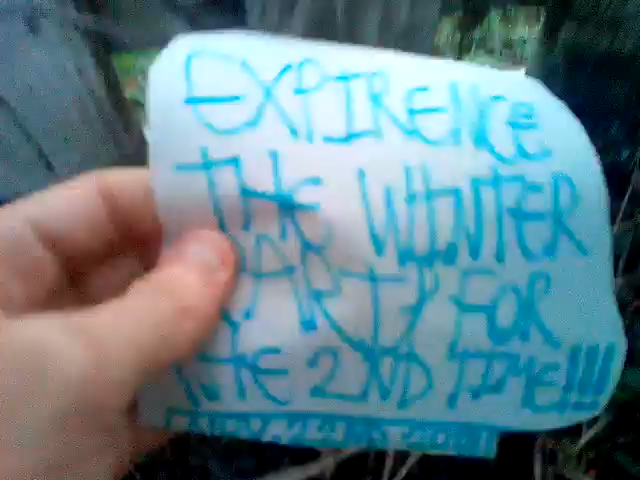 EXPIRENCE
THE WINTER
PARTY FOR
THE 2ND TIME!!!